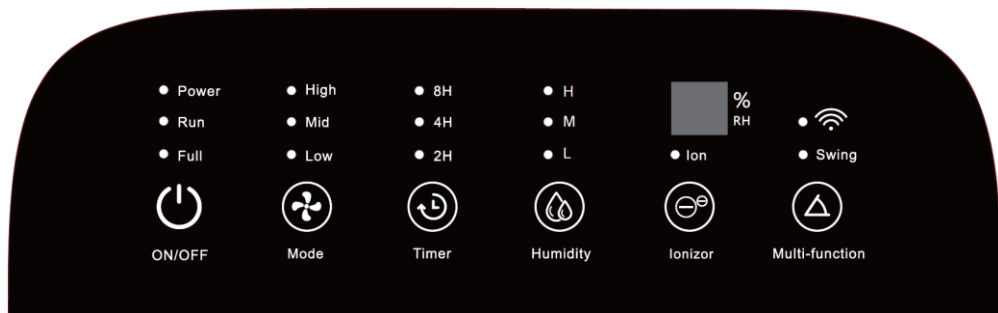 Power High 8H H %
Run Mid 4H M RH
Full Low 2H L Ion Swing
ON/OFF Mode Timer Humidity Ionizor Multi-function